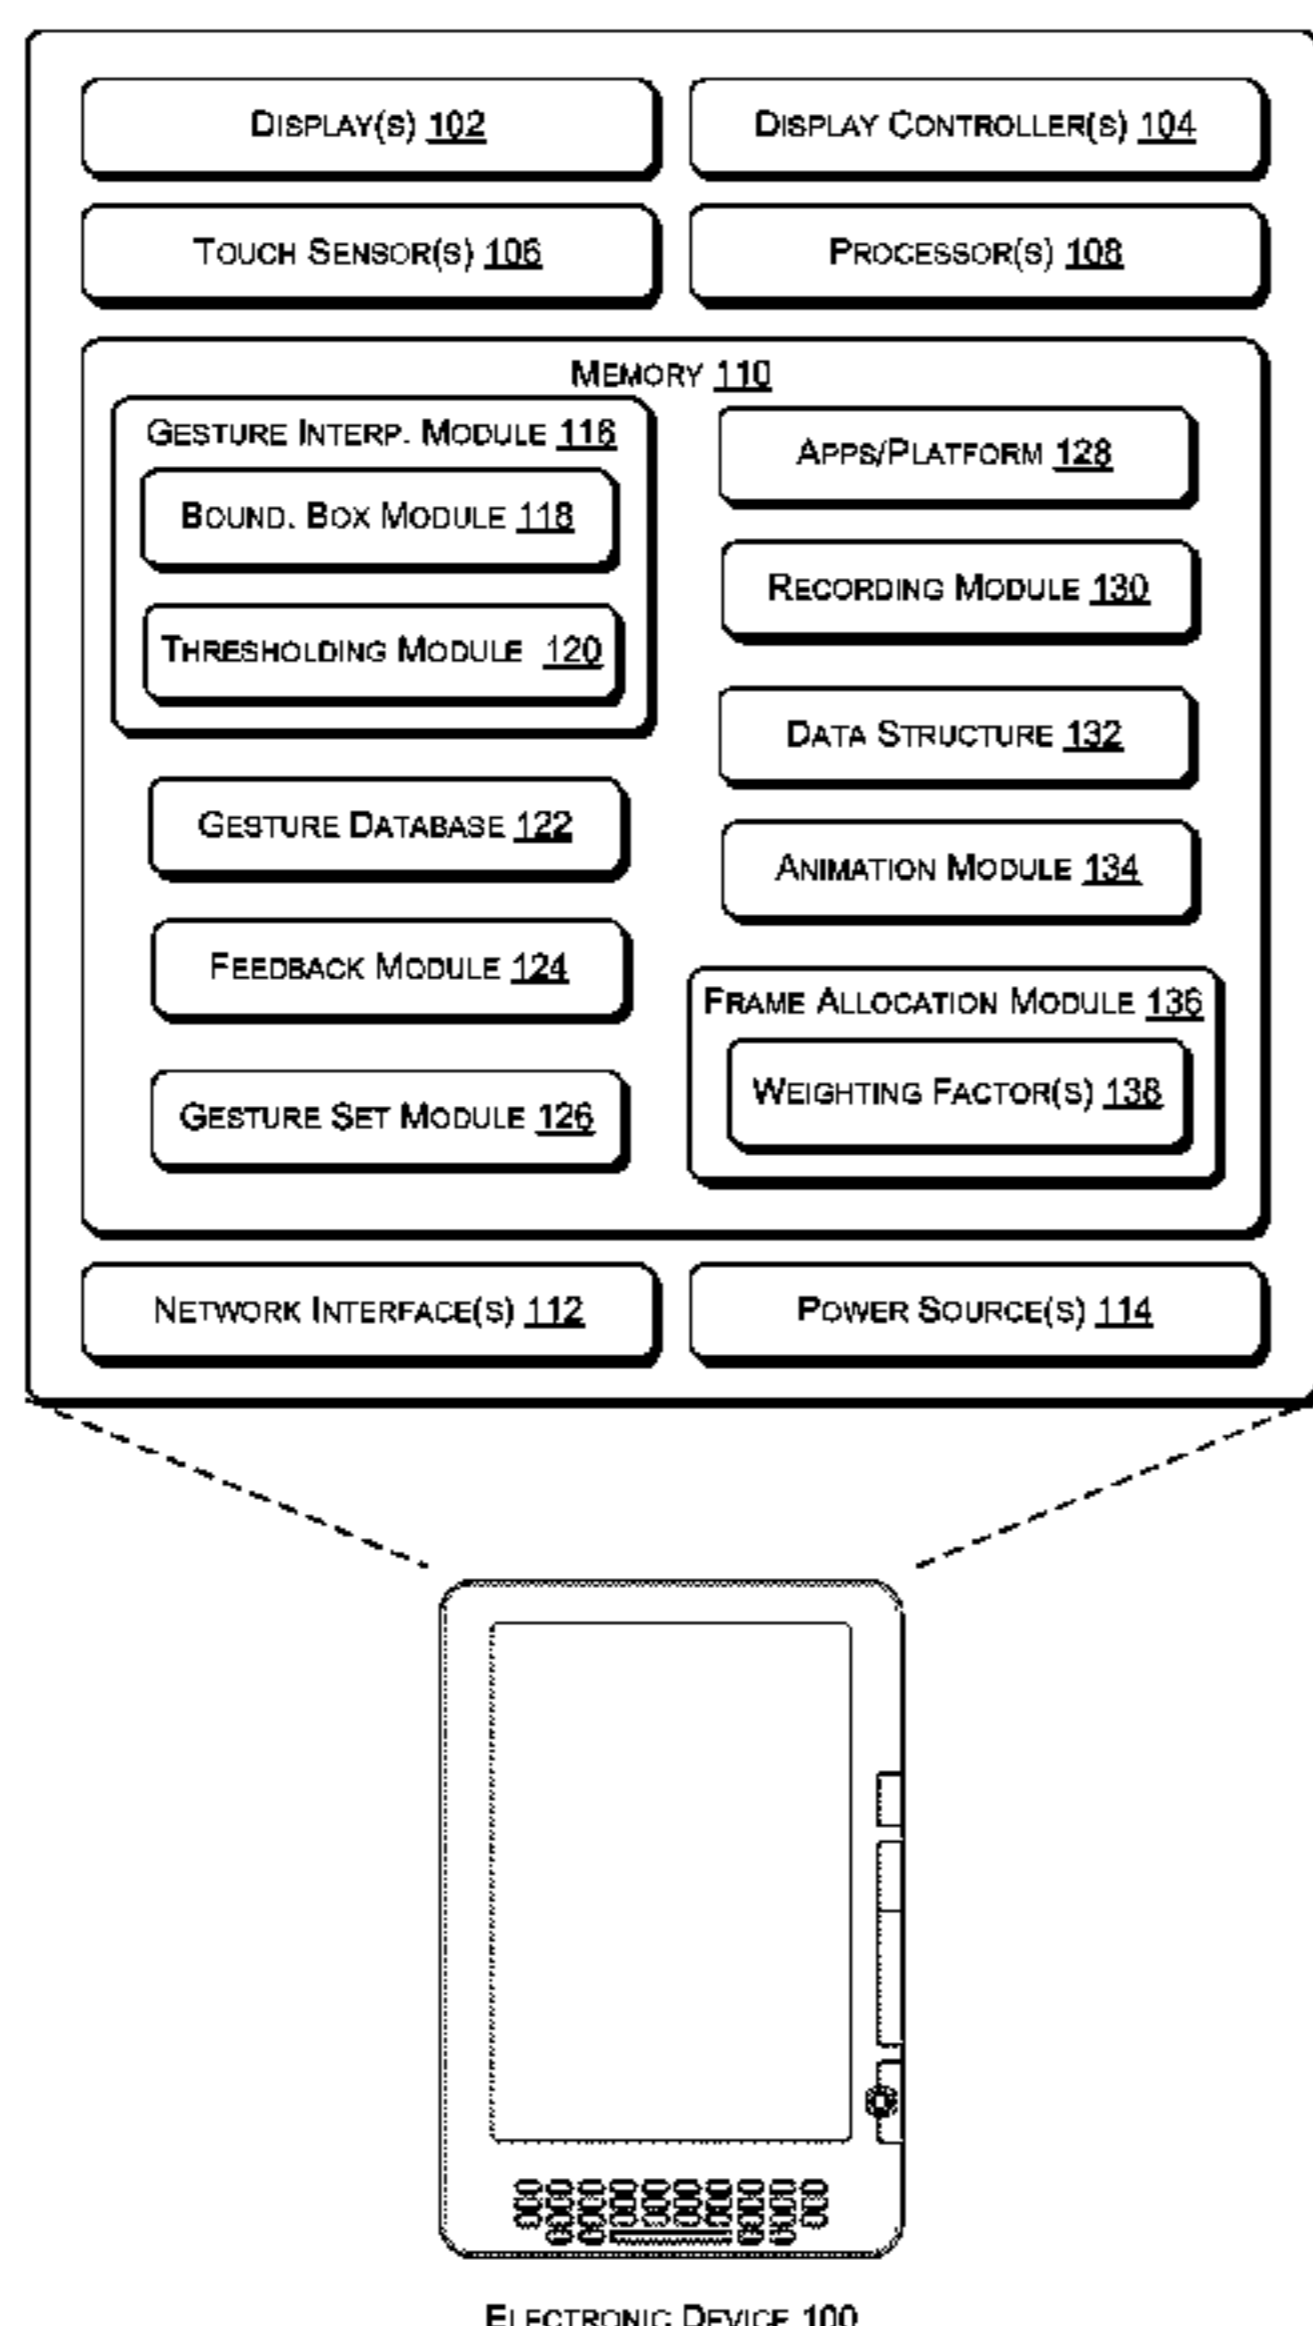 DISPLAY(S) 102
DISPLAY CONTROLLER(S) 104
TOUCH SENSOR(S) 106
PROCESSOR(S) 108
MEMORY 110
GESTURE INTERP. MODULE 116
BOUND. BOX MODULE 118
THRESHOLDING MODULE 120
GESTURE DATABASE 122
FEEDBACK MODULE 124
GESTURE SET MODULE 126
APPS/PLATFORM 128
RECORDING MODULE 130
DATA STRUCTURE 132
ANIMATION MODULE 134
FRAME ALLOCATION MODULE 136
WEIGHTING FACTOR(S) 138
NETWORK INTERFACE(S) 112
POWER SOURCE(S) 114
ELECTRONIC DEVICE 100